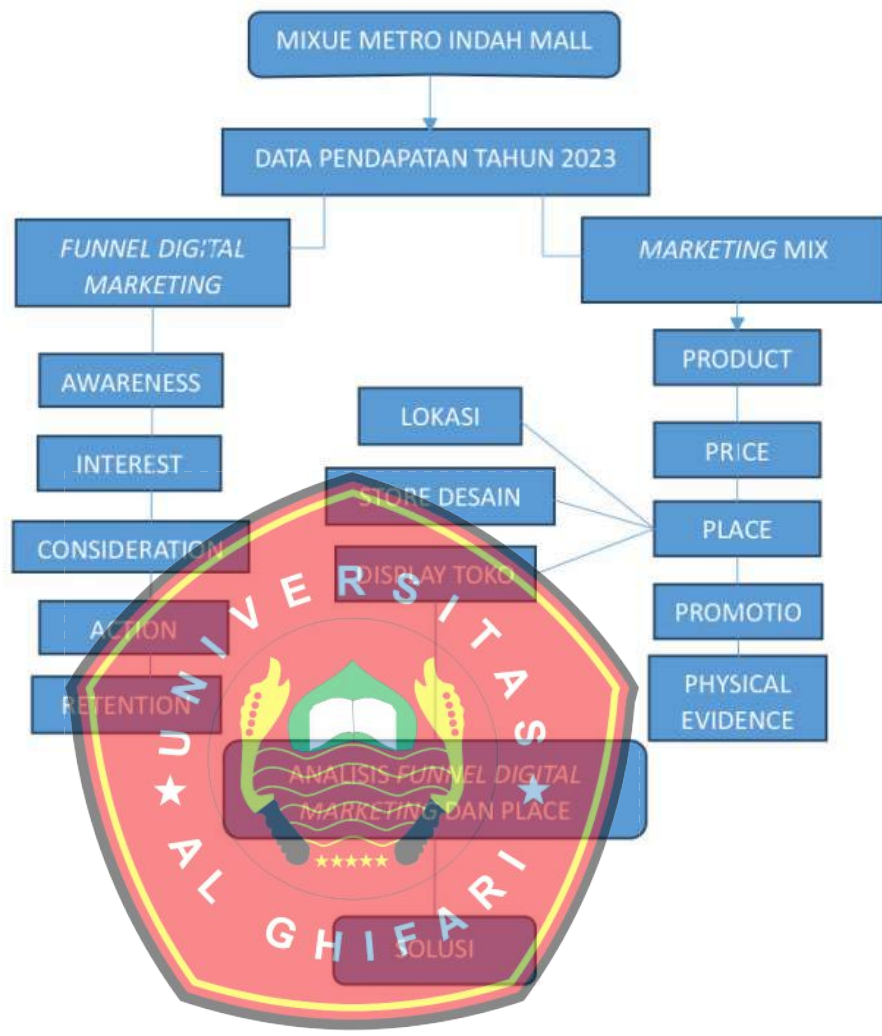 MIXUE METRO INDAH MALL
DATA PENDAPATAN TAHUN 2023
FUNNEL DIGITAL
MARKETING
MARKETING MIX
AWARENESS
INTEREST
CONSIDERATION
ACTION
RETENTION
LOKASI
STORE DESAIN
DISPLAY TOKO
PRODUCT
PRICE
PLACE
PROMOTIO
PHYSICAL
EVIDENCE
ANALISIS FUNNEL DIGITAL
MARKETING DAN PLACE
SOLUSI
UNIVERSITAS
AL GHIFARI